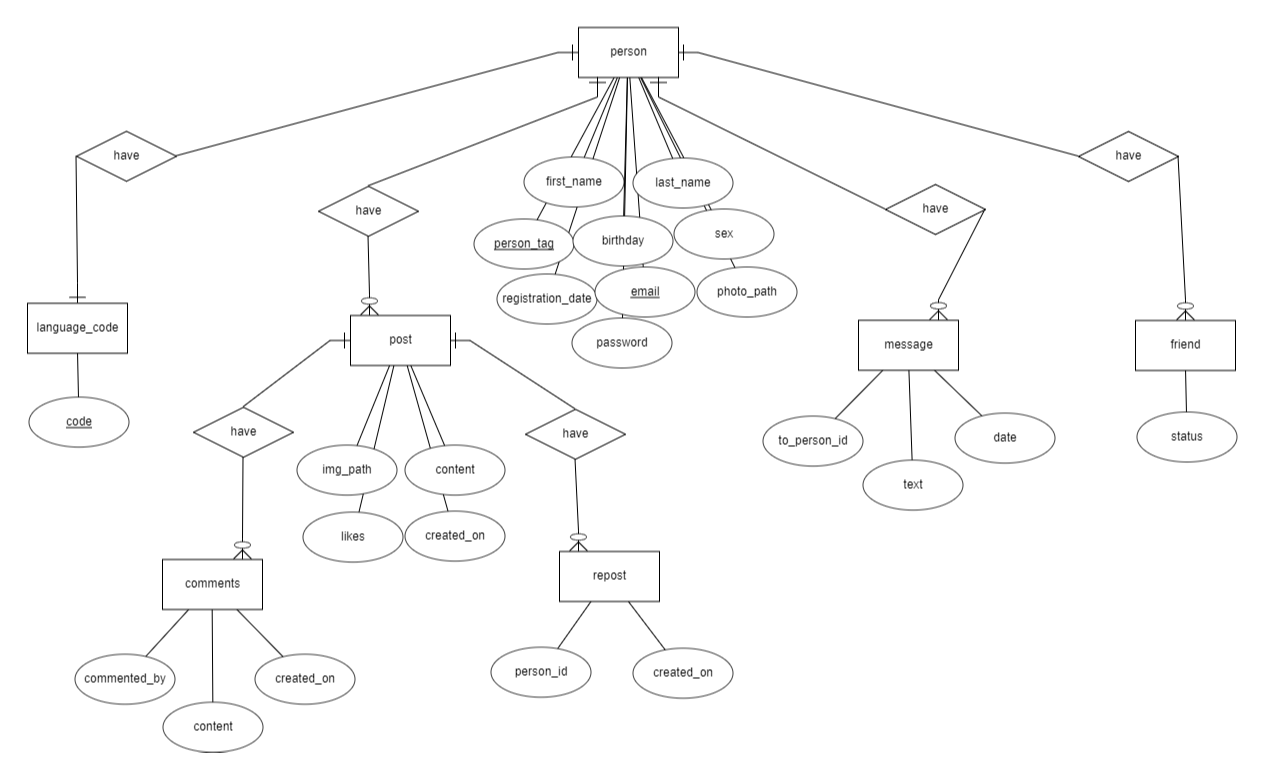 person
have
have
first_name
last_name
have
have
person_tag
birthday
sex
registration_date
email
photo_path
language_code
post
password
message
friend
code
have
have
img_path
content
to_person_id
date
status
text
likes
created_on
comments
repost
commented_by
created_on
person_id
created_on
content